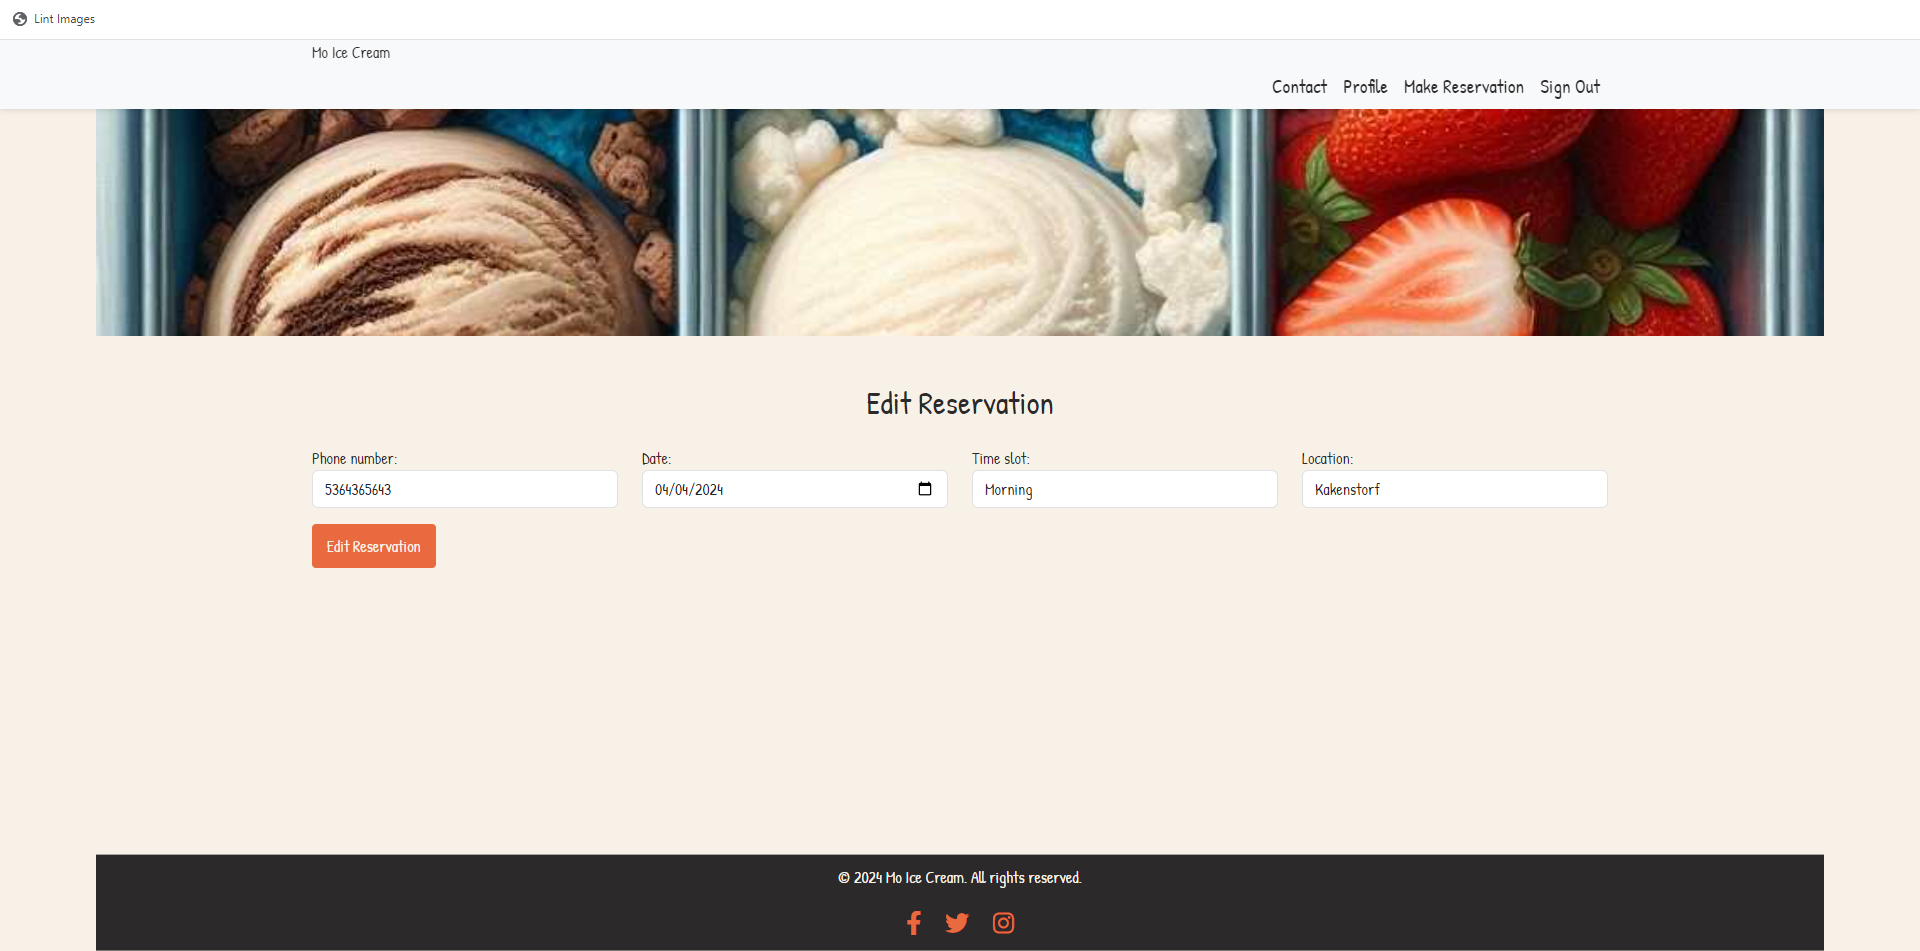 Lint Images
Mo Ice Cream
Contact Profile Make Reservation Sign Out
Edit Reservation
Phone number: Date: Time slot: Location:
5364365643 04/04/2024 Morning Kakenstorf
Edit Reservation
© 2024 Mo Ice Cream. All rights reserved.